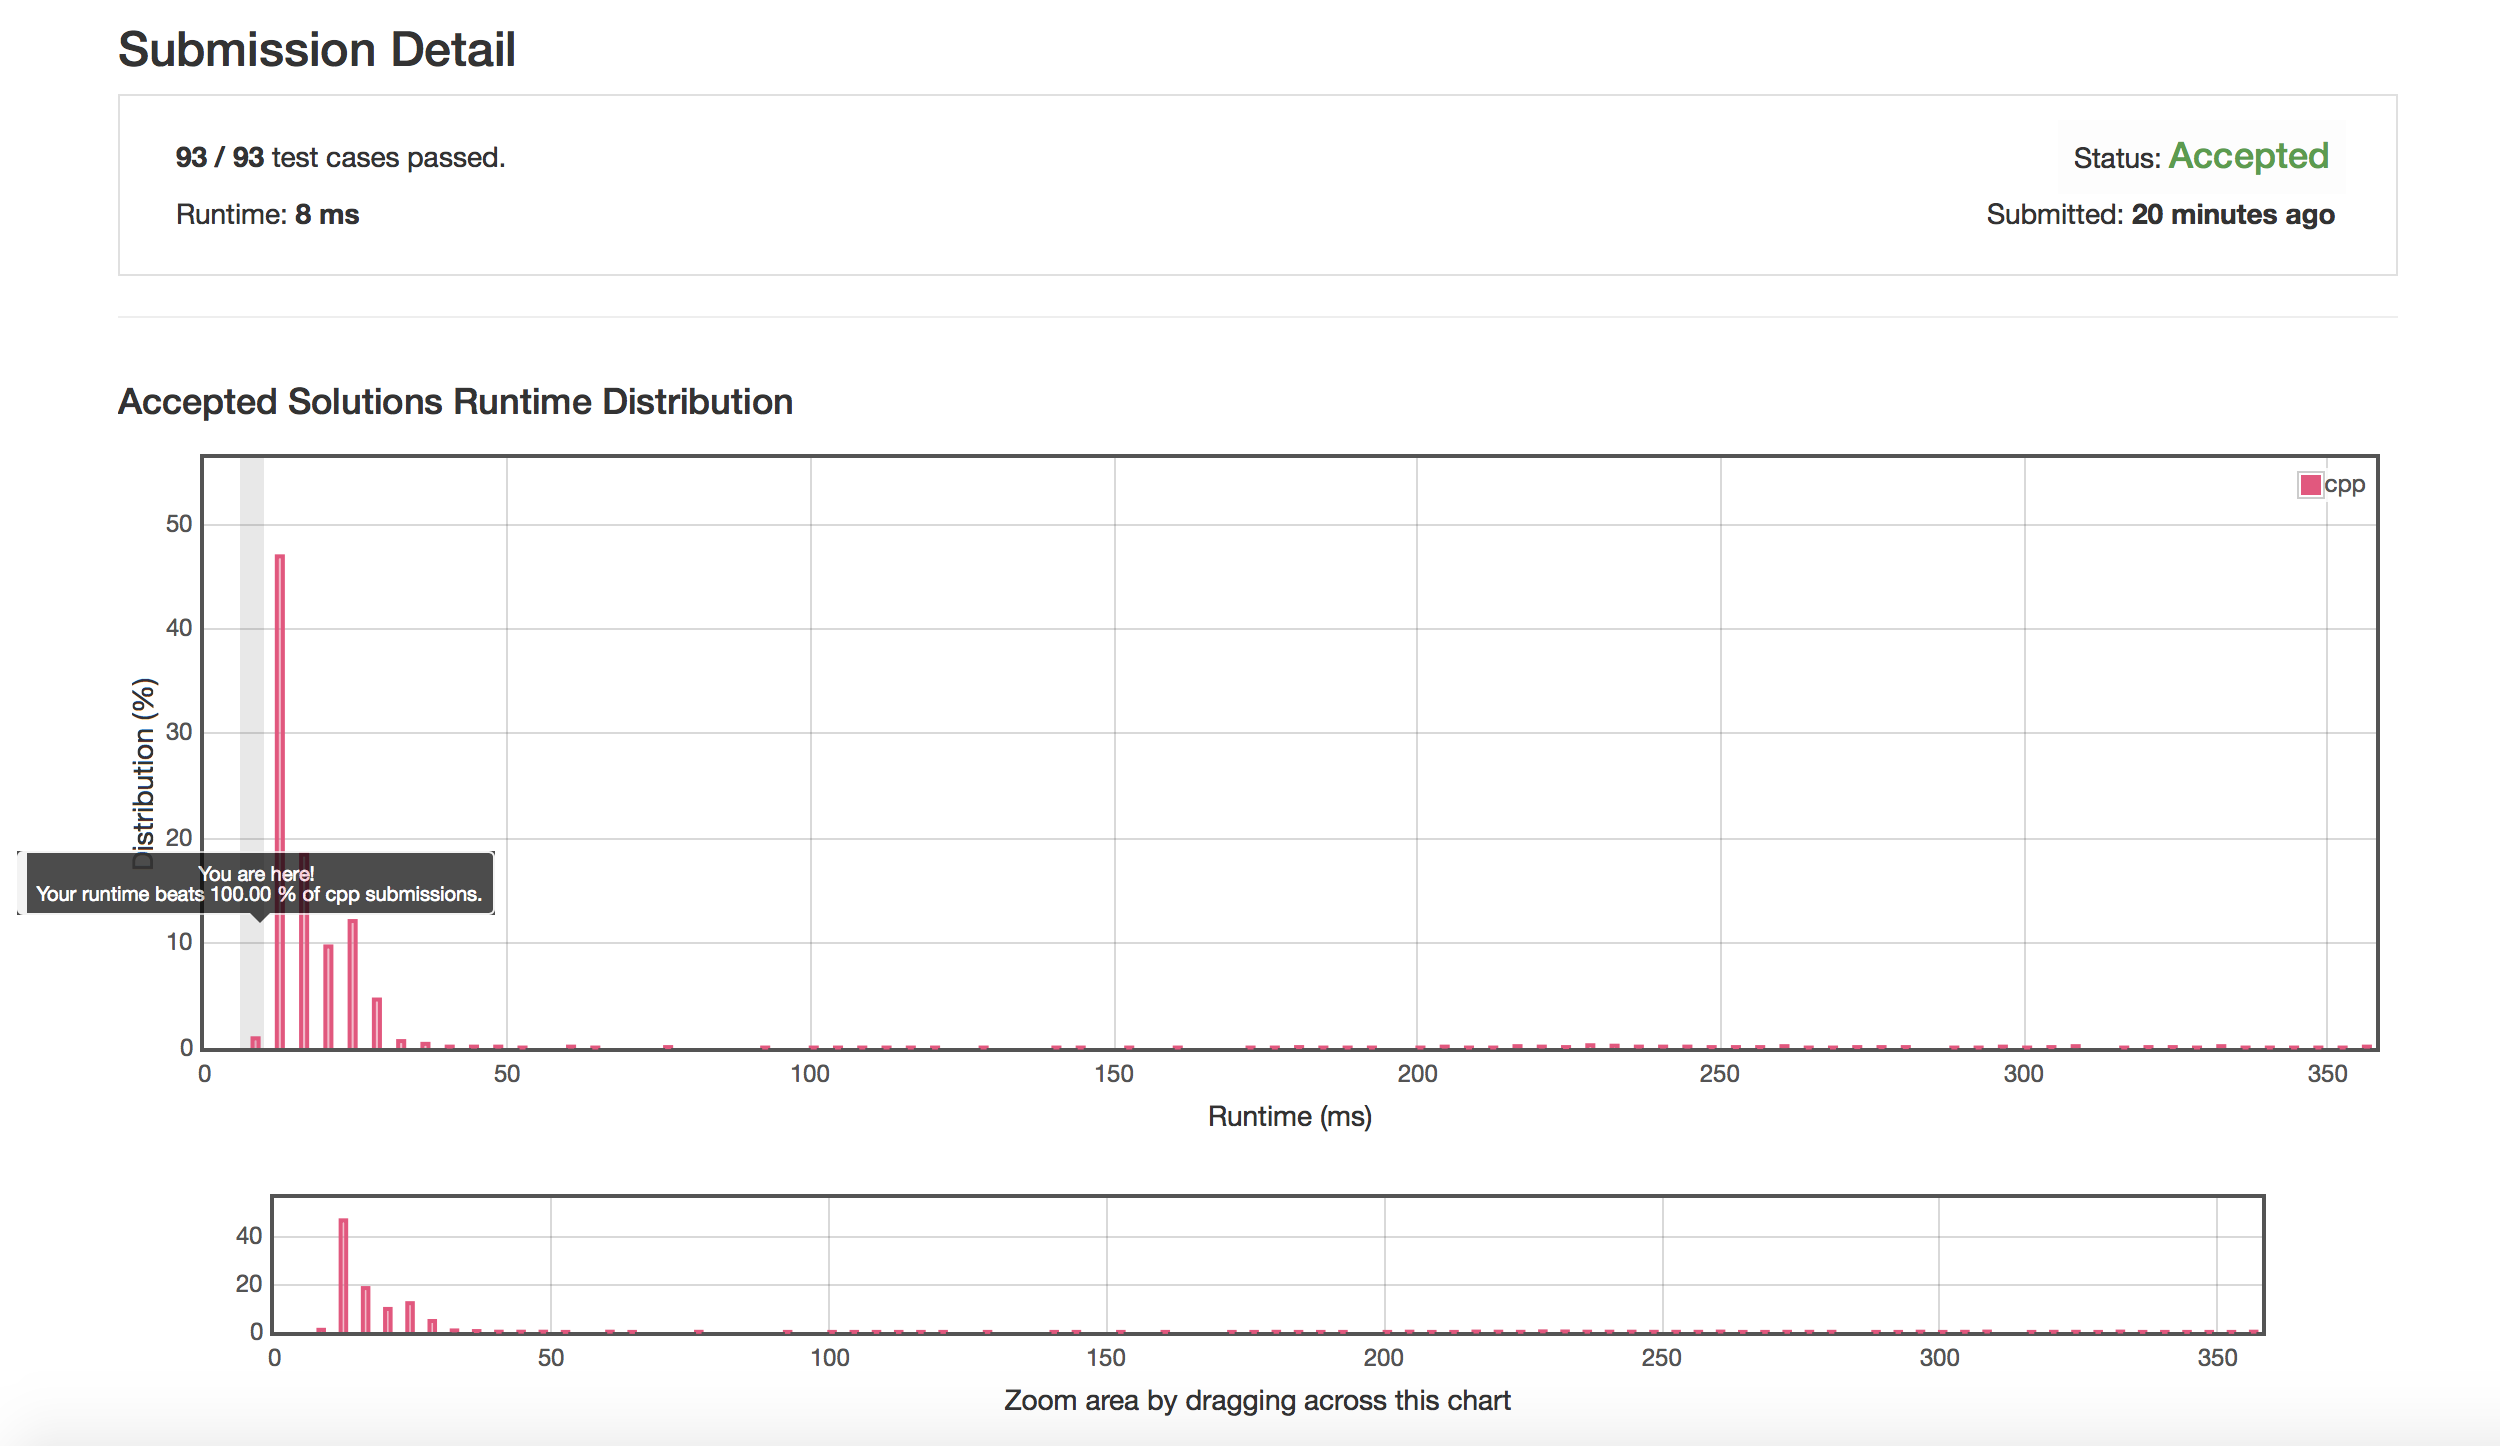 Submission Detail
93 / 93 test cases passed.
Status: Accepted
Runtime: 8 ms
Submitted: 20 minutes ago
Accepted Solutions Runtime Distribution
cpp
50
40
30
20
10
0
Distribution (%)
You are here!
Your runtime beats 100.00 % of cpp submissions.
0 50 100 150 200 250 300 350
Runtime (ms)
40
20
0
0 50 100 150 200 250 300 350
Zoom area by dragging across this chart